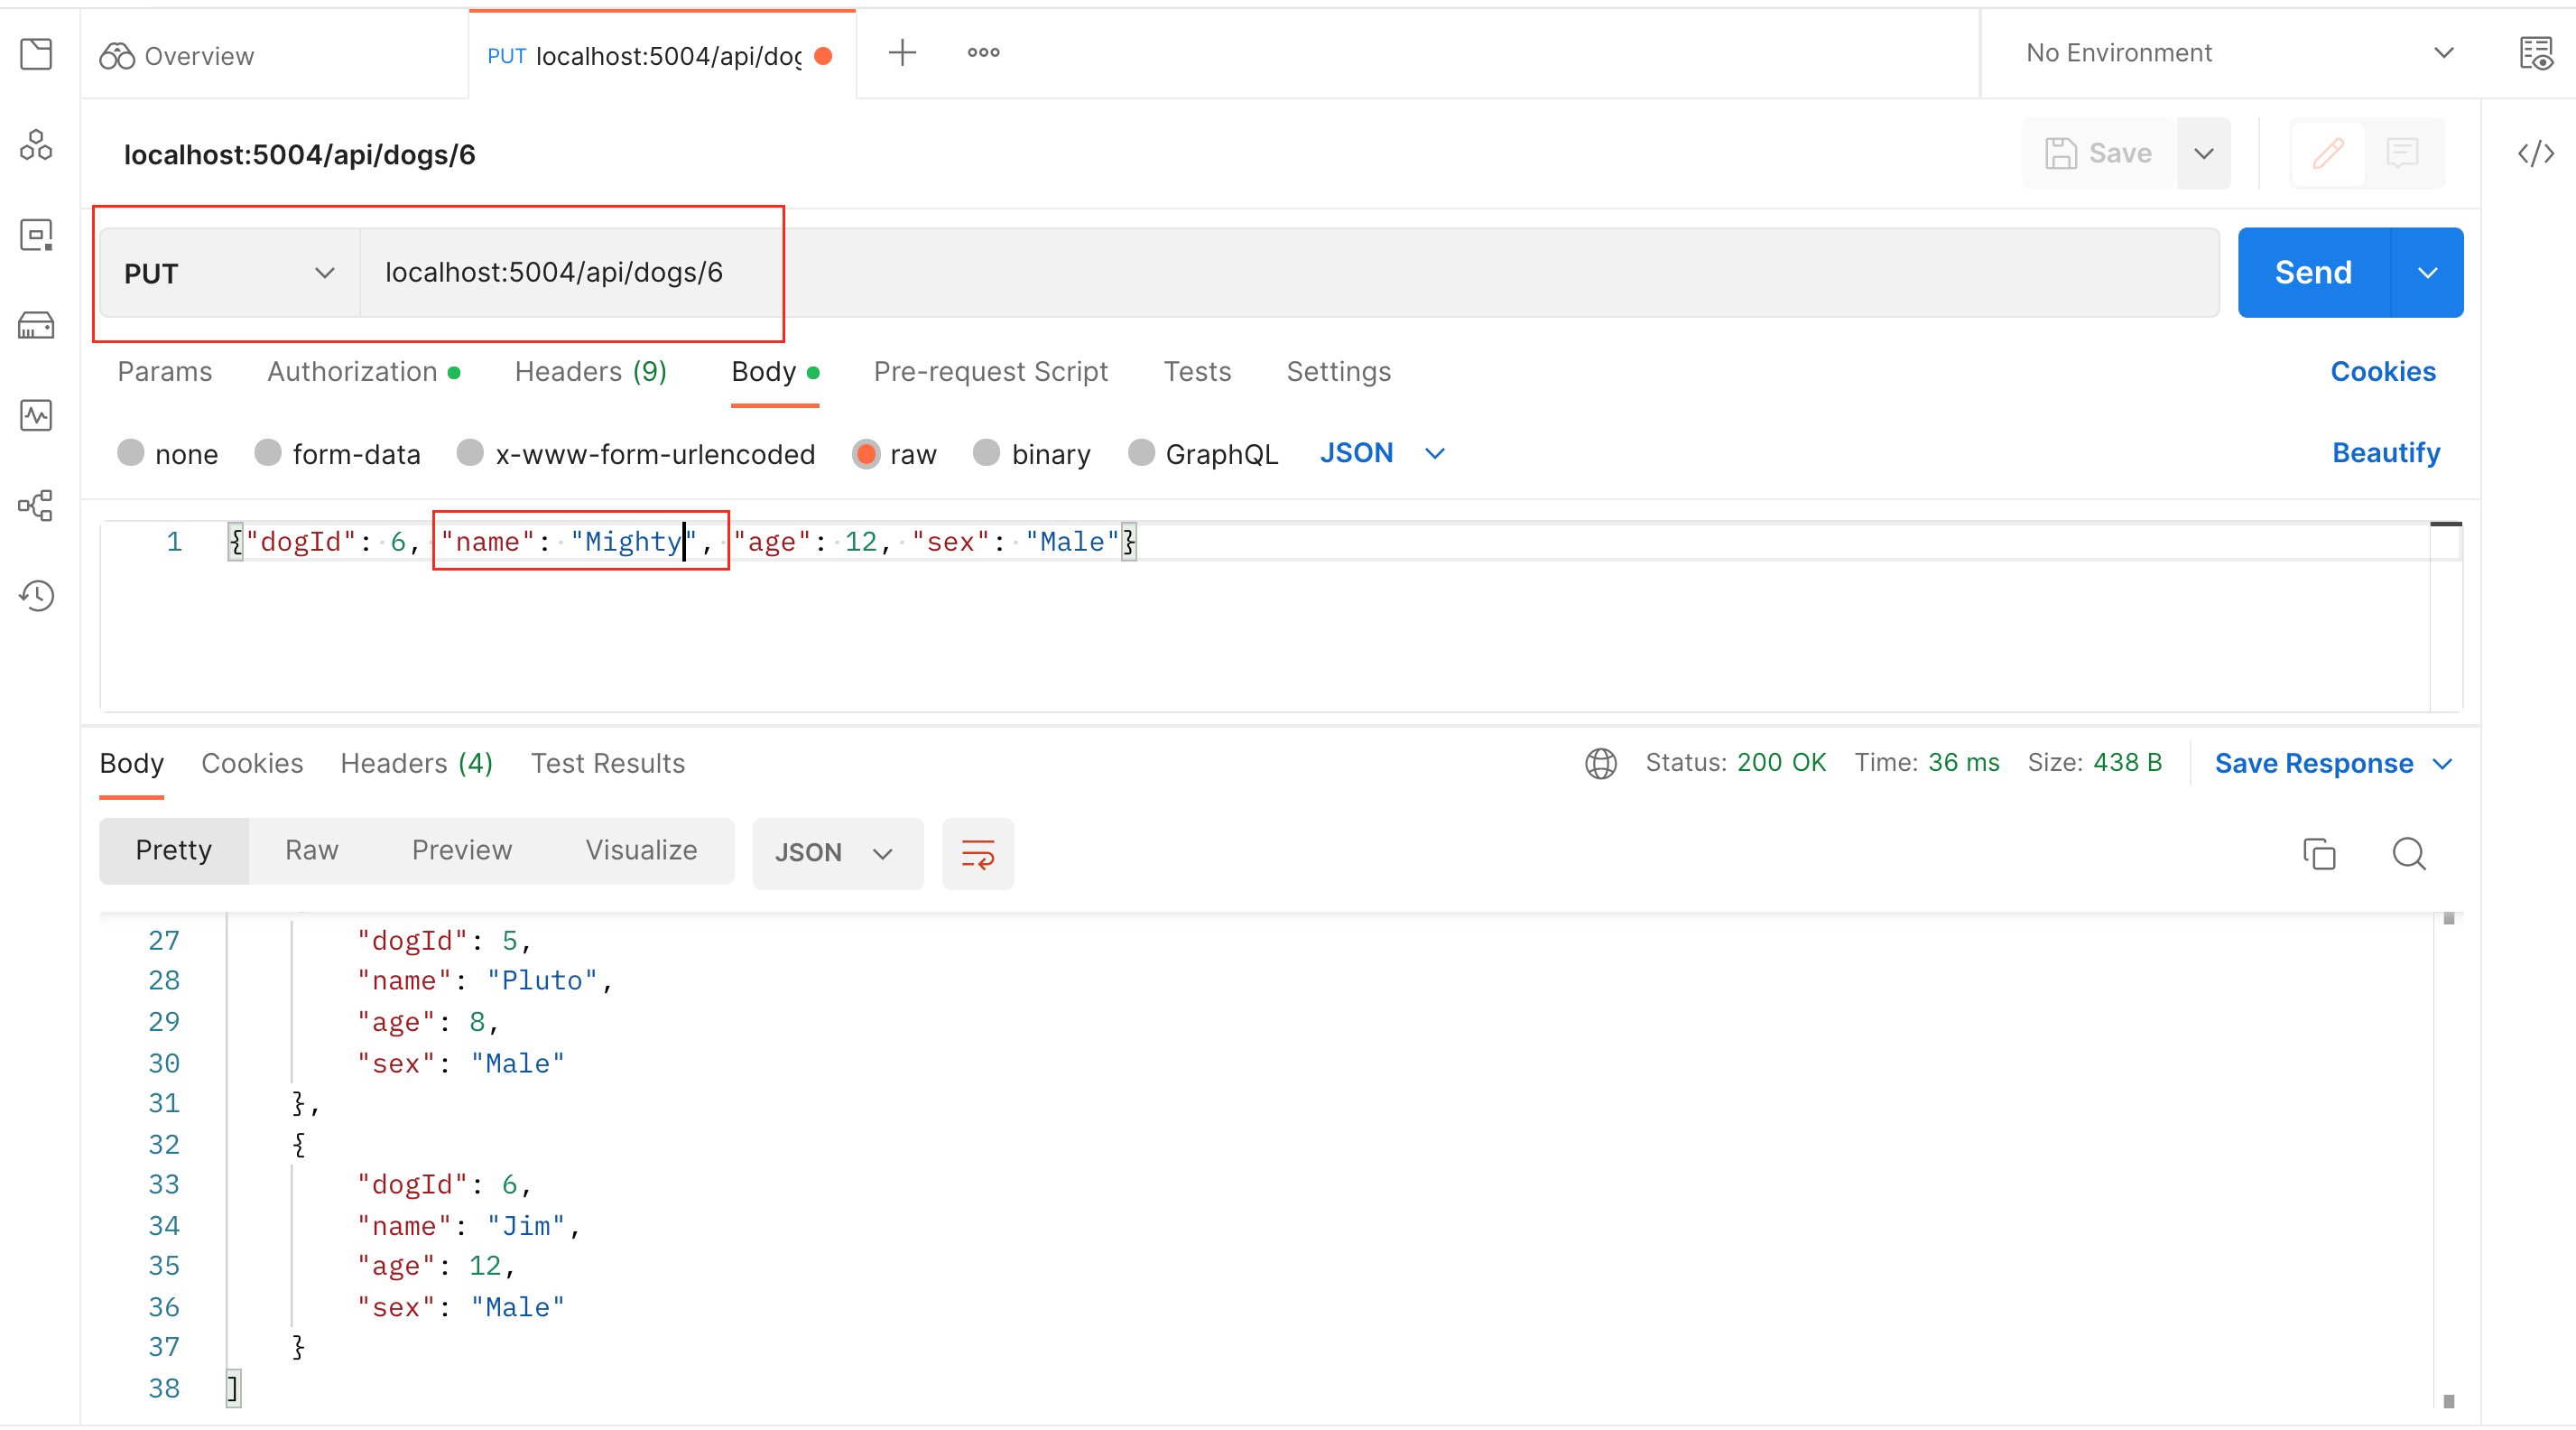 Overview
PUT localhost:5004/api/dog
No Environment
localhost:5004/api/dogs/6
Save
PUT localhost:5004/api/dogs/6
Send
Params Authorization Headers (9) Body Pre-request Script Tests Settings Cookies
none form-data x-www-form-urlencoded raw binary GraphQL JSON Beautify
1 {"dogId": 6, "name": "Mighty", "age": 12, "sex": "Male"}
Body Cookies Headers (4) Test Results Status: 200 OK Time: 36 ms Size: 438 B Save Response
Pretty Raw Preview Visualize JSON
27 "dogId": 5,
28 "name": "Pluto",
29 "age": 8,
30 "sex": "Male"
31 },
32 {
33 "dogId": 6,
34 "name": "Jim",
35 "age": 12,
36 "sex": "Male"
37 }
38 ]